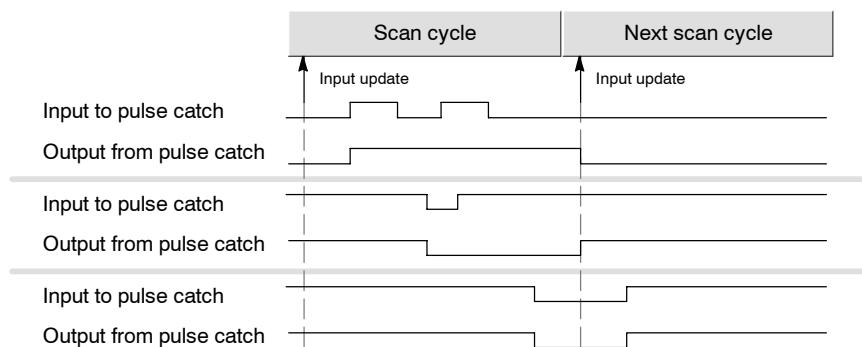 Scan cycle
Next scan cycle
Input update
Input update
Input to pulse catch
Output from pulse catch
Input to pulse catch
Output from pulse catch
Input to pulse catch
Output from pulse catch